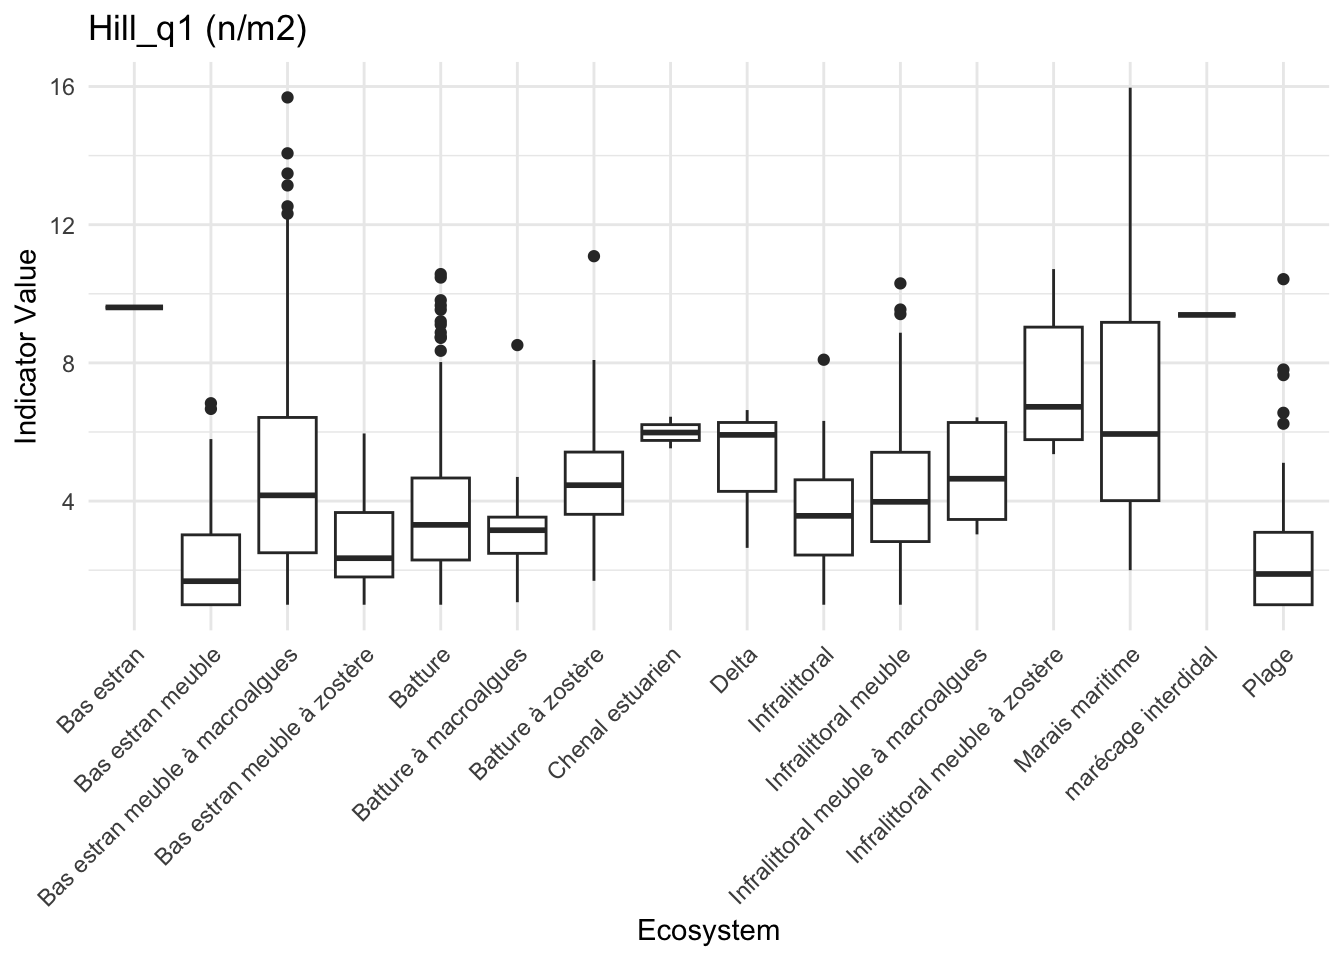 Hill_q1 (n/m2)
Indicator Value
16
12
8
4
Bas estran
Bas estran meuble
Bas estran meuble à macroalgues
Bas estran meuble à zostère
Batture
Batture à macroalgues
Batture à zostère
Chenal estuarien
Delta
Infralittoral
Infralittoral meuble
Infralittoral meuble à macroalgues
Infralittoral meuble à zostère
Marais maritime
marécage interdidal
Plage
Ecosystem